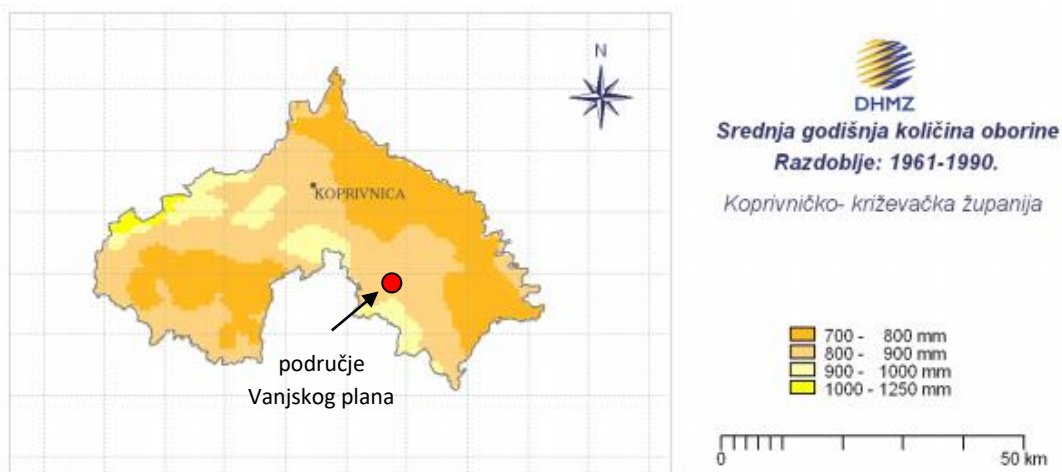 N
KOPRIVNICA
područje
Vanjskog plana
DHMZ
Srednja godišnja količina oborine
Razdoblje: 1961-1990.
Koprivničko- križevačka županija
700 - 800 mm
800 - 900 mm
900 - 1000 mm
1000 - 1250 mm
0 50 km